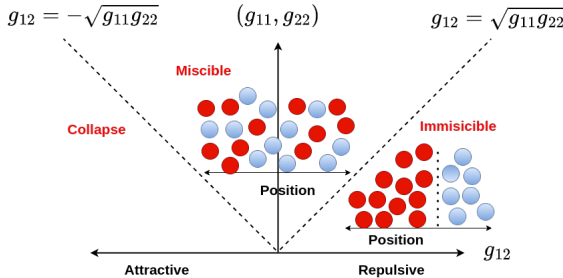 g₁₂ = −√g₁₁g₂₂
(g₁₁, g₂₂)
g₁₂ = √g₁₁g₂₂
Miscible
Collapse
Immisicible
Position
Position
g₁₂
Attractive
Repulsive